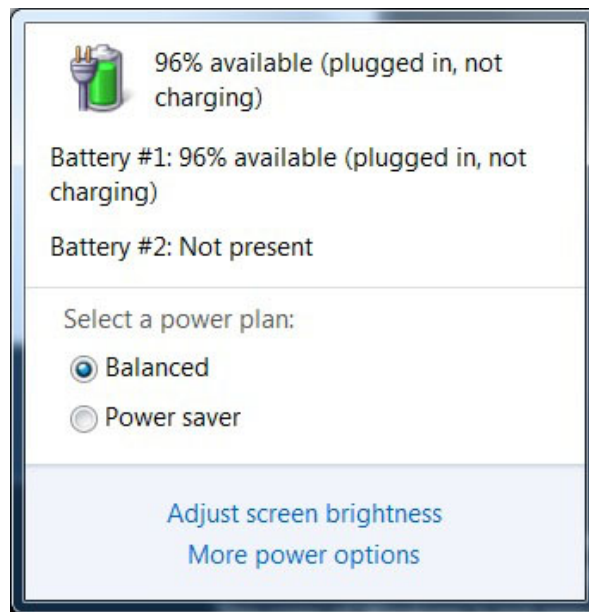 96% available (plugged in, not
charging)
Battery #1: 96% available (plugged in, not
charging)
Battery #2: Not present
Select a power plan:
Balanced
Power saver
Adjust screen brightness
More power options